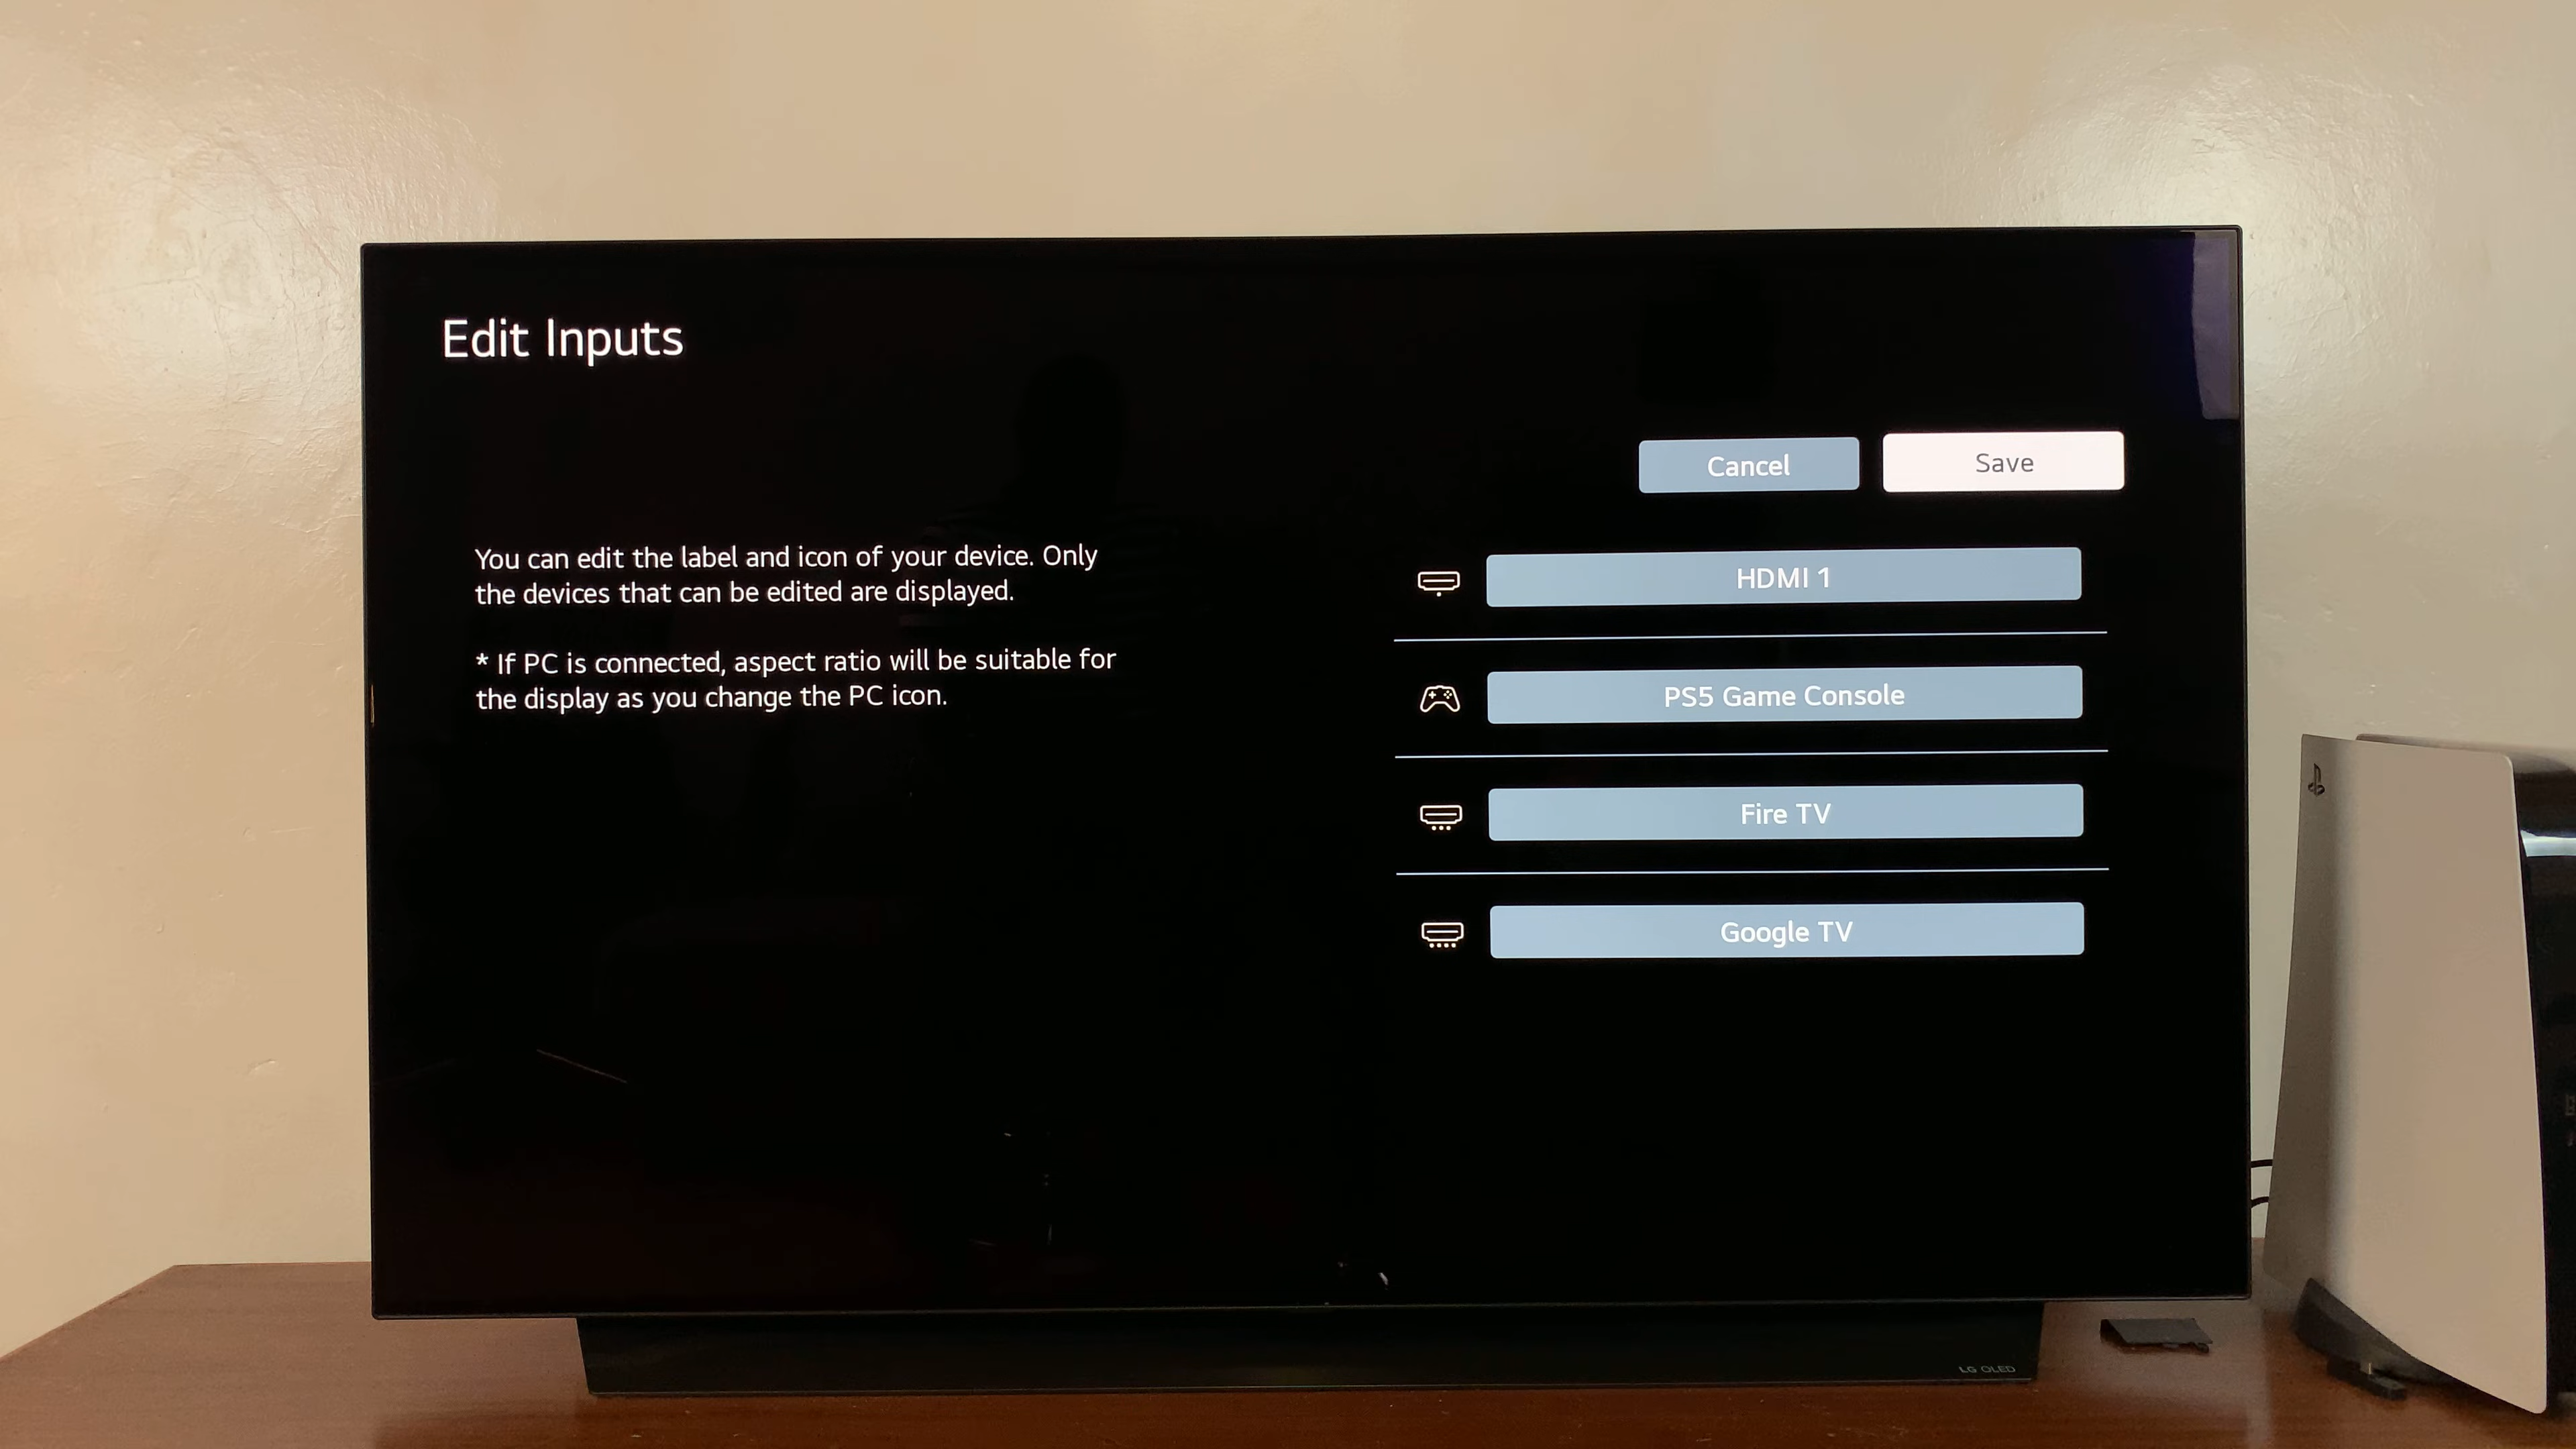 Edit Inputs
Cancel
Save
You can edit the label and icon of your device. Only
the devices that can be edited are displayed.
* If PC is connected, aspect ratio will be suitable for
the display as you change the PC icon.
HDMI 1
PS5 Game Console
Fire TV
Google TV
LG OLED